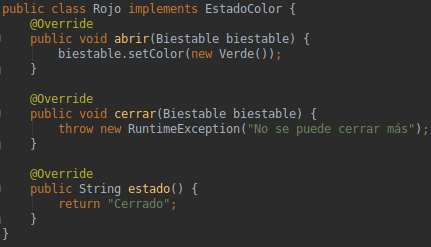 public class Rojo implements EstadoColor {
    @Override
    public void abrir(Biestable biestable) {
        biestable.setColor(new Verde());
    }

    @Override
    public void cerrar(Biestable biestable) {
        throw new RuntimeException("No se puede cerrar más");
    }

    @Override
    public String estado() {
        return "Cerrado";
    }
}